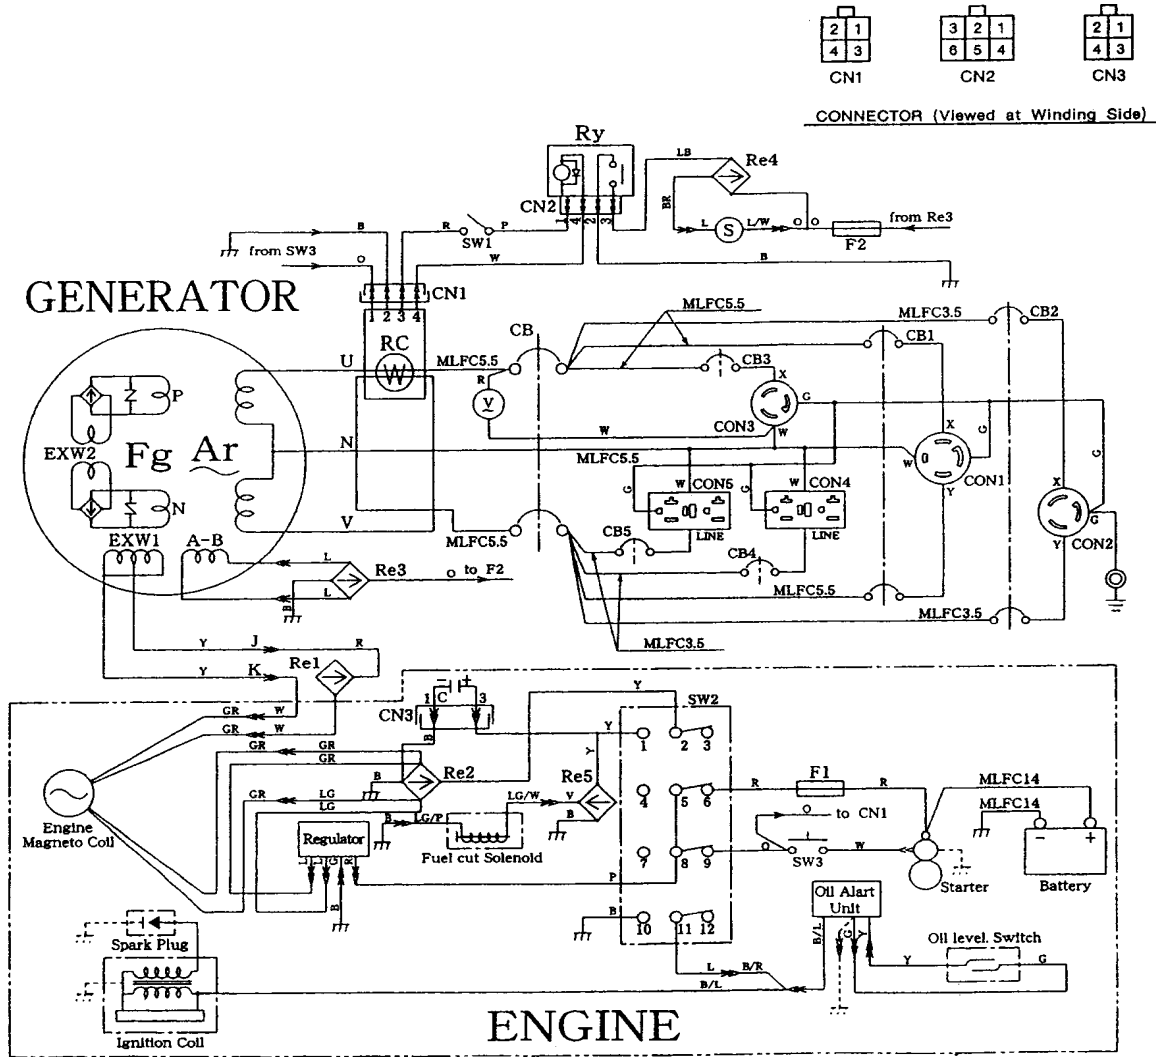 2 1
4 3
CN1
3 2 1
6 5 4
CN2
2 1
4 3
CN3
CONNECTOR (Viewed at Winding Side)
Ry
CN2
1 4 2 3
LB
Re4
BR
L
S
L/W
O O
F2
from Re3
B
from SW3
O
R
SW1
P
W
B
CN1
1 2 3 4
GENERATOR
RC
W
U
MLFC5.5
CB
R
V
W
MLFC5.5
CB3
X
G
CON3
W
MLFC3.5
CB2
CB1
X
G
W
CON1
Y
G
X
G
Y
CON2
P
EXW2
Fg Ar
N
N
V
MLFC5.5
MLFC5.5
G
W
CON5
LINE
G
W
CON4
LINE
CB5
CB4
MLFC5.5
MLFC3.5
MLFC3.5
EXW1
A-B
L
L
B
Re3
O to F2
Y
J
R
Y
K
Re1
GR W
GR W
GR GR
GR
GR LG
LG
Engine
Magneto Coil
CN3
1 C
-
+
3
B
B
Re2
Y
Y
Y
Re5
LG/W
V
B
B
LG/P
Fuel cut Solenoid
Regulator
L
L
G
R
B
P
SW2
1 2 3
4 5 6
7 8 9
10 11 12
B
R
F1
R
O to CN1
O
SW3
W
MLFC14
MLFC14
-
+
Battery
Starter
Oil Alart
Unit
B/L
G
Y
Oil level. Switch
Y
G
L
B/R
B/L
Spark Plug
Ignition Coil
ENGINE